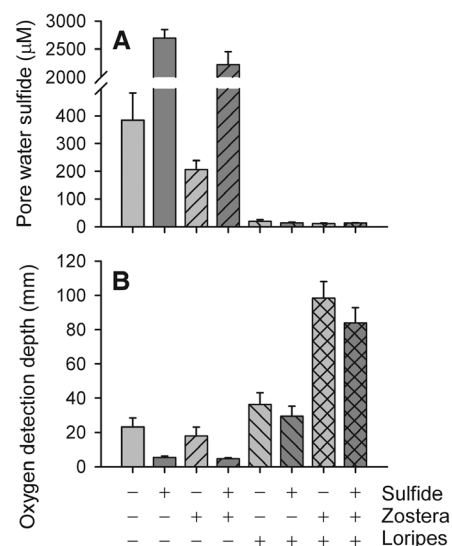 A
Pore water sulfide (μM)
3000
2500
2000
400
300
200
100
0
B
Oxygen detection depth (mm)
120
100
80
60
40
20
0
– + – + – + – + Sulfide
– – + + – – + + Zostera
– – – – + + + + Loripes